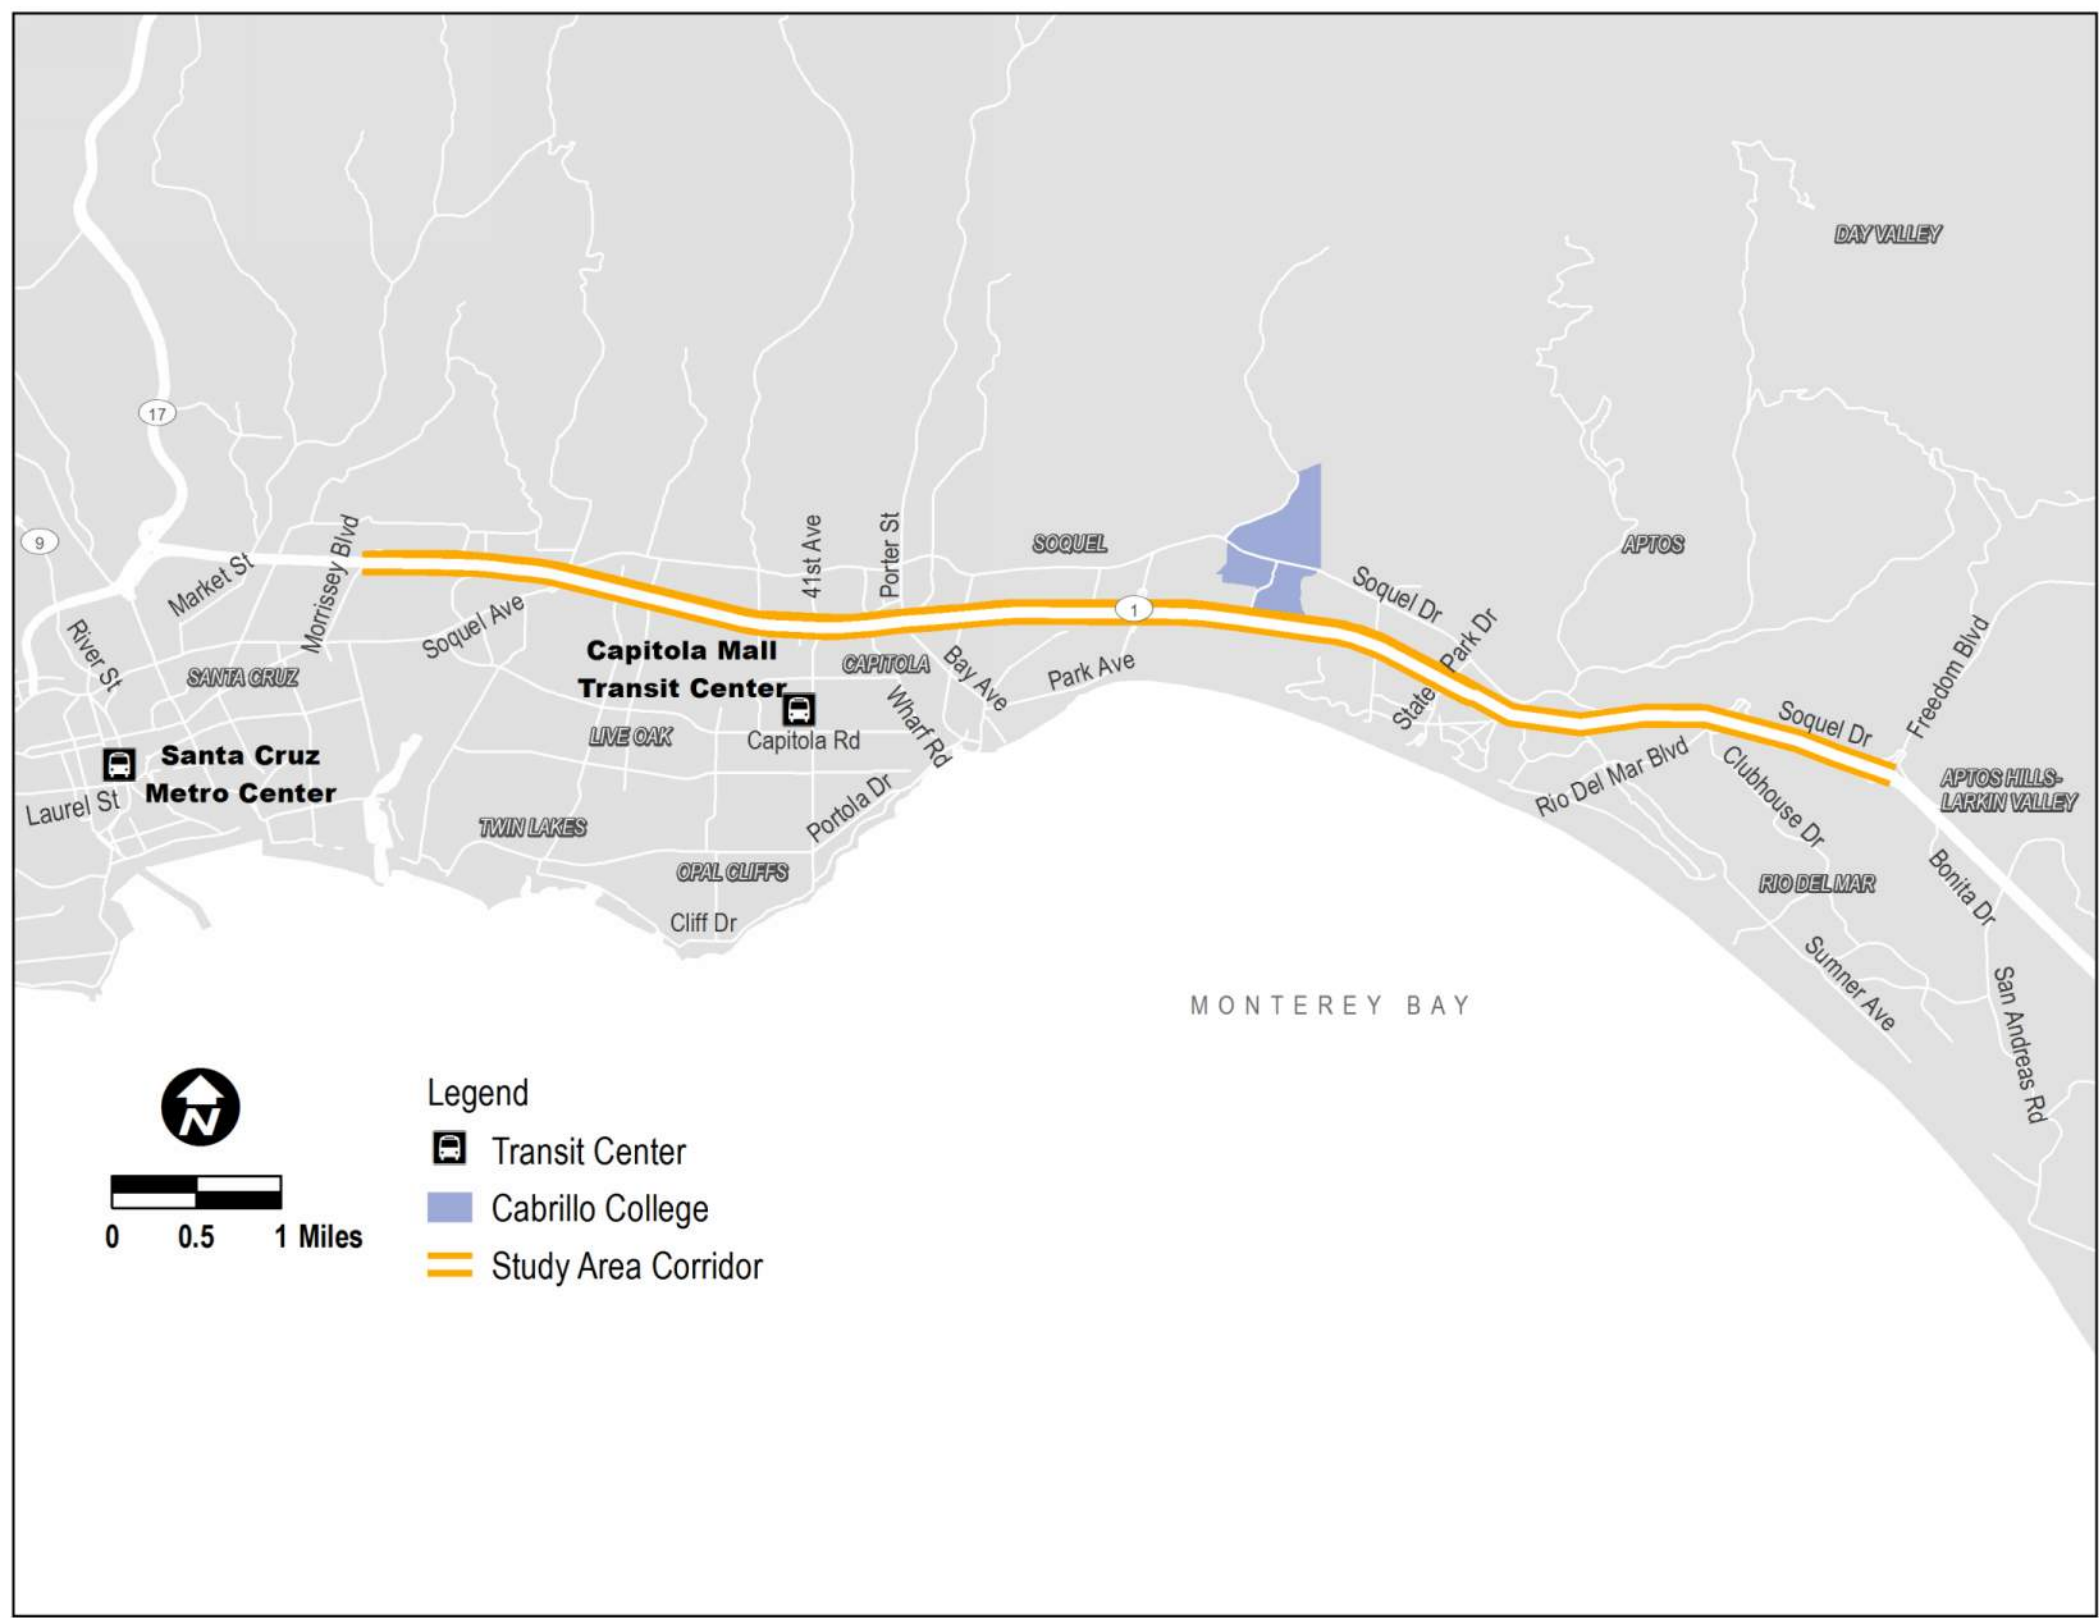 DAY VALLEY
17
9
Market St
Morrissey Blvd
41st Ave
Porter St
SOQUEL
APTOS
Soquel Dr
1
Soquel Ave
River St
SANTA CRUZ
Capitola Mall
Transit Center
CAPITOLA
Bay Ave
Park Ave
State Park Dr
Freedom Blvd
Wharf Rd
LIVE OAK
Capitola Rd
Soquel Dr
Santa Cruz
Metro Center
Laurel St
Rio Del Mar Blvd
Clubhouse Dr
APTOS HILLS-
LARKIN VALLEY
Portola Dr
TWIN LAKES
OPAL CLIFFS
RIO DEL MAR
Bonita Dr
Cliff Dr
Sumner Ave
MONTEREY BAY
San Andreas Rd
N
0 0.5 1 Miles
Legend
Transit Center
Cabrillo College
Study Area Corridor